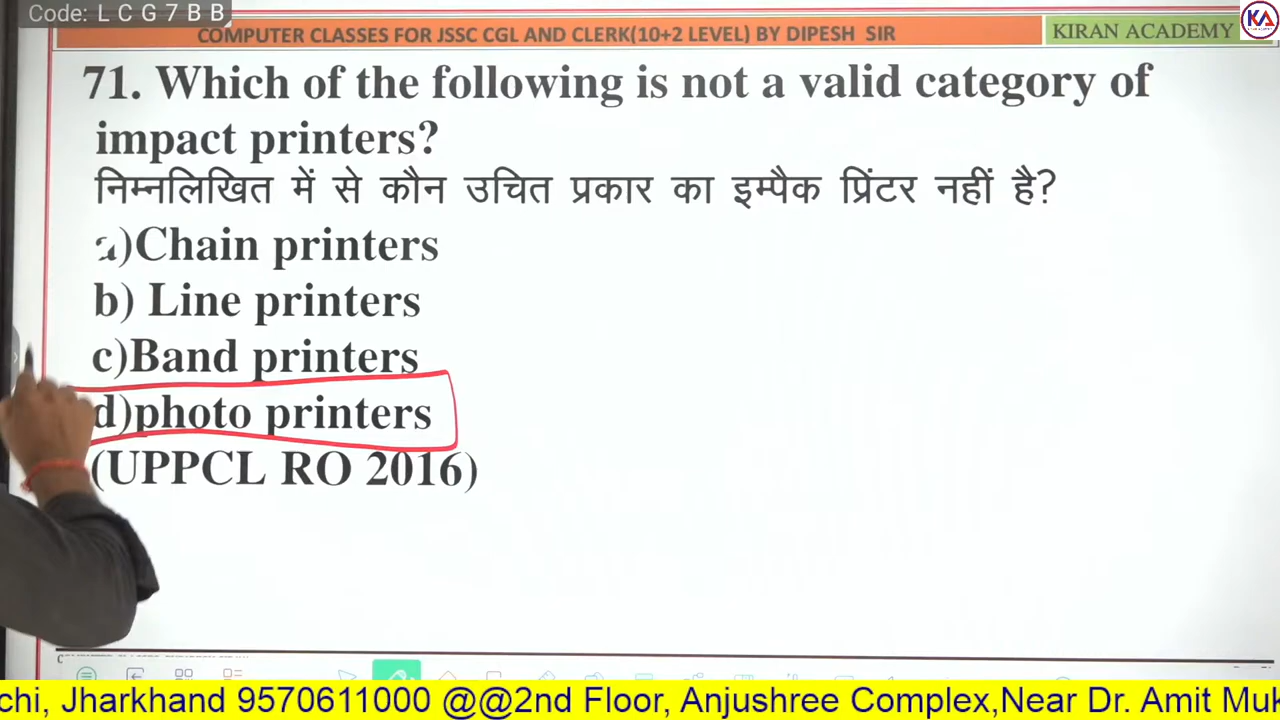 Code: L C G 7 B B
COMPUTER CLASSES FOR JSSC CGL AND CLERK(10+2 LEVEL) BY DIPESH SIR
KIRAN ACADEMY
KA
71. Which of the following is not a valid category of
impact printers?
निम्नलिखित में से कौन उचित प्रकार का इम्पैक प्रिंटर नहीं है?
a)Chain printers
b) Line printers
c)Band printers
d)photo printers
(UPPCL RO 2016)
chi, Jharkhand 9570611000 @@2nd Floor, Anjushree Complex,Near Dr. Amit Muk